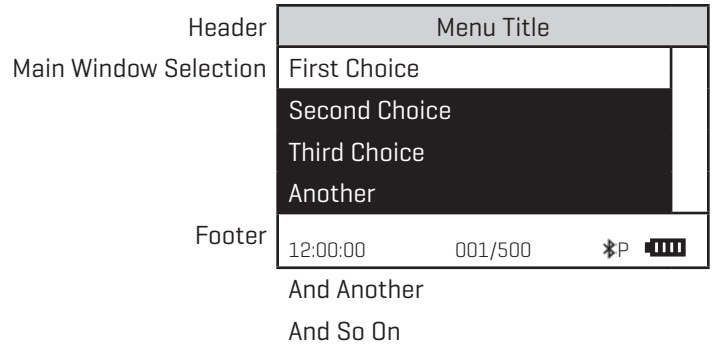 Header
Menu Title
Main Window Selection
First Choice
Second Choice
Third Choice
Another
Footer
12:00:00 001/500 P
And Another
And So On